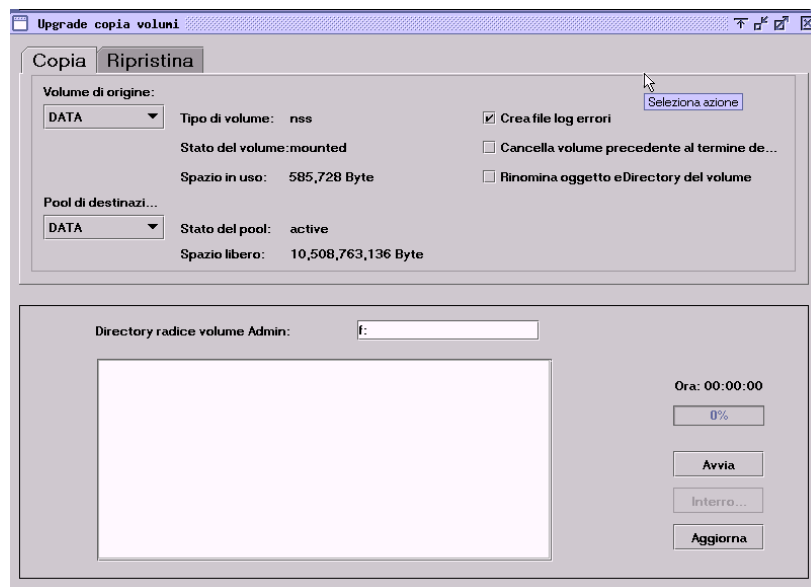 Upgrade copia volumi
Copia Ripristina
Seleziona azione
Volume di origine:
DATA
Tipo di volume: nss
Crea file log errori
Stato del volume:mounted
Cancella volume precedente al termine de...
Spazio in uso: 585,728 Byte
Rinomina oggetto eDirectory del volume
Pool di destinazi...
DATA
Stato del pool: active
Spazio libero: 10,508,763,136 Byte
Directory radice volume Admin: f:
Ora: 00:00:00
0%
Avvia
Interro...
Aggiorna